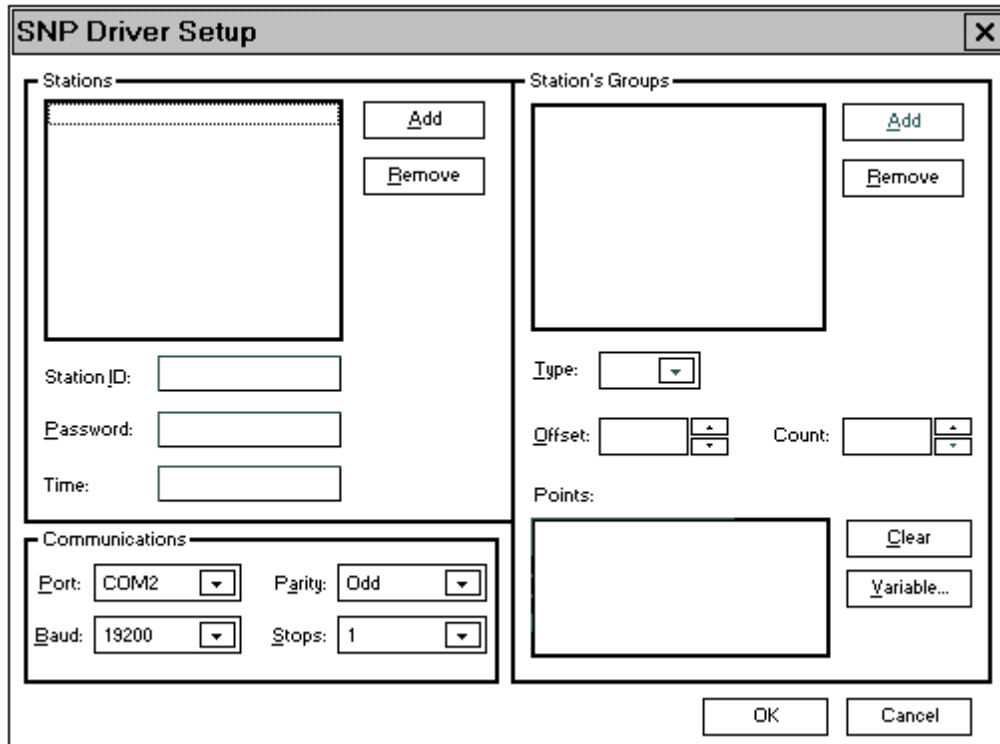 SNP Driver Setup
Stations
Add
Remove
Station ID:
Password:
Time:
Communications
Port: COM2 Parity: Odd
Baud: 19200 Stops: 1
Station's Groups
Add
Remove
Type:
Offset: Count:
Points:
Clear
Variable...
OK Cancel